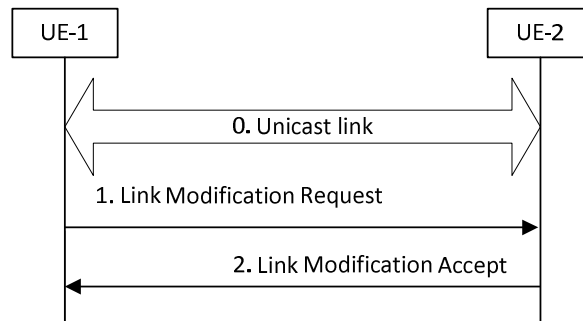 UE-1
UE-2
0. Unicast link
1. Link Modification Request
2. Link Modification Accept